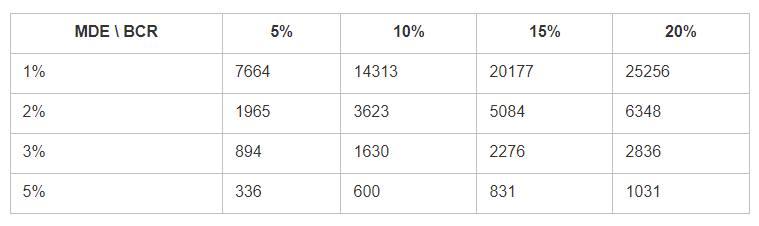 MDE \ BCR 5% 10% 15% 20%
1% 7664 14313 20177 25256
2% 1965 3623 5084 6348
3% 894 1630 2276 2836
5% 336 600 831 1031